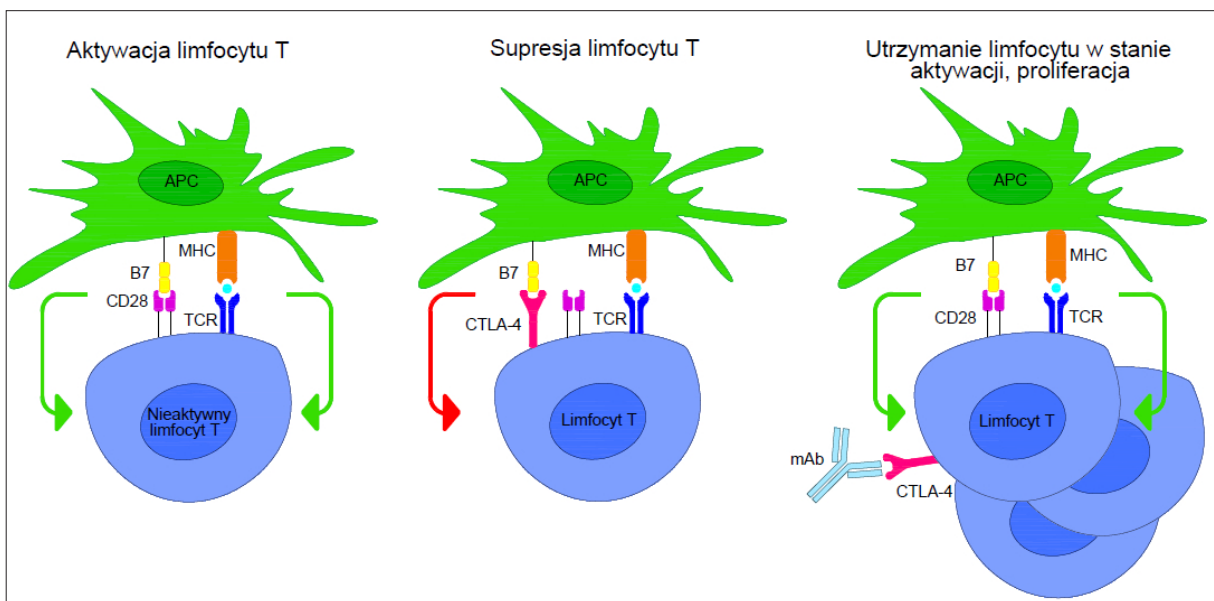 Aktywacja limfocytu T
APC
MHC
B7
CD28
TCR
Nieaktywny
limfocyt T
Supresja limfocytu T
APC
MHC
B7
CTLA-4
TCR
Limfocyt T
Utrzymanie limfocytu w stanie
aktywacji, proliferacja
APC
MHC
B7
CD28
TCR
Limfocyt T
mAb
CTLA-4